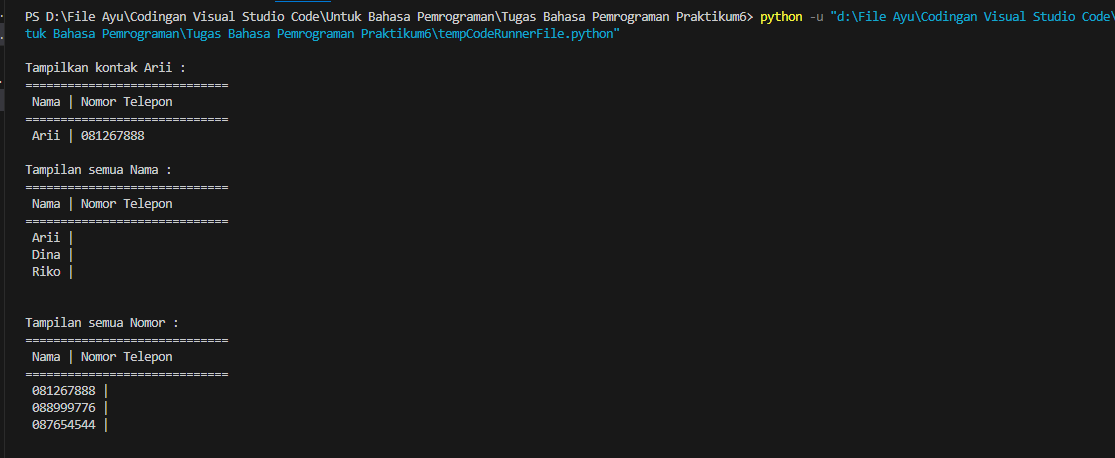 PS D:\File Ayu\Codingan Visual Studio Code\Untuk Bahasa Pemrograman\Tugas Bahasa Pemrograman Praktikum6> python -u "d:\File Ayu\Codingan Visual Studio Code\
tuk Bahasa Pemrograman\Tugas Bahasa Pemrograman Praktikum6\tempCodeRunnerFile.python"
Tampilkan kontak Arii :
=============================
Nama | Nomor Telepon
=============================
Arii | 081267888
Tampilan semua Nama :
=============================
Nama | Nomor Telepon
=============================
Arii |
Dina |
Riko |
Tampilan semua Nomor :
=============================
Nama | Nomor Telepon
=============================
081267888 |
088999776 |
087654544 |